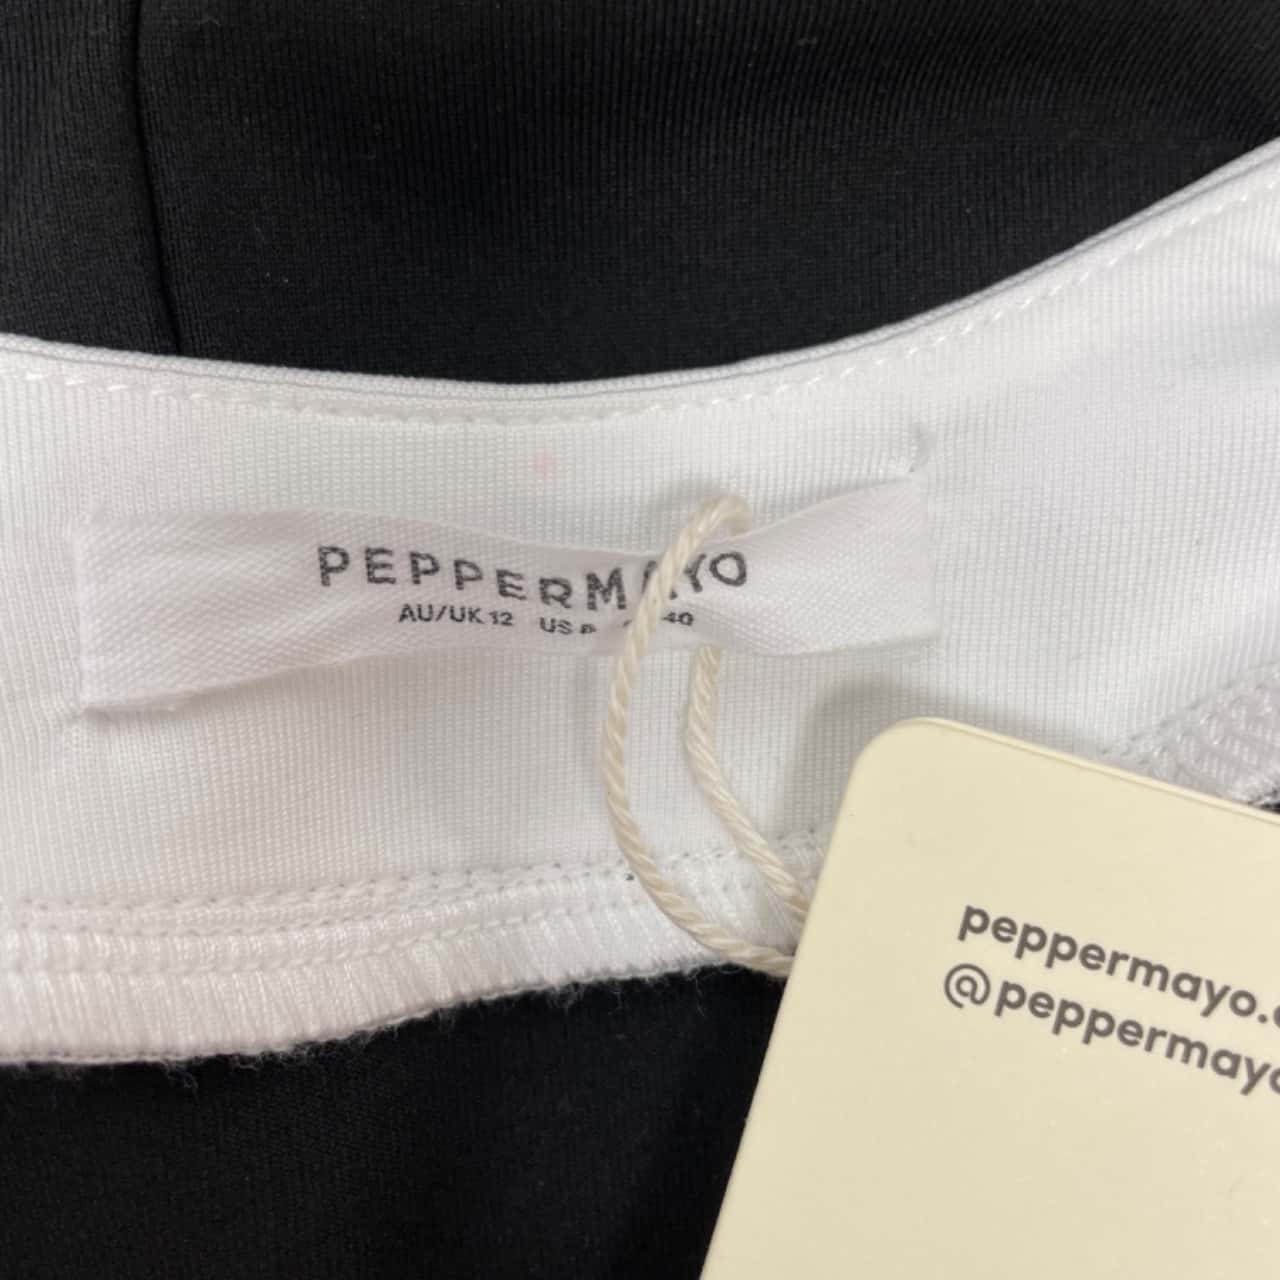 PEPPERMAYO
AU/UK 12 US 40
peppermayo.
@peppermayo